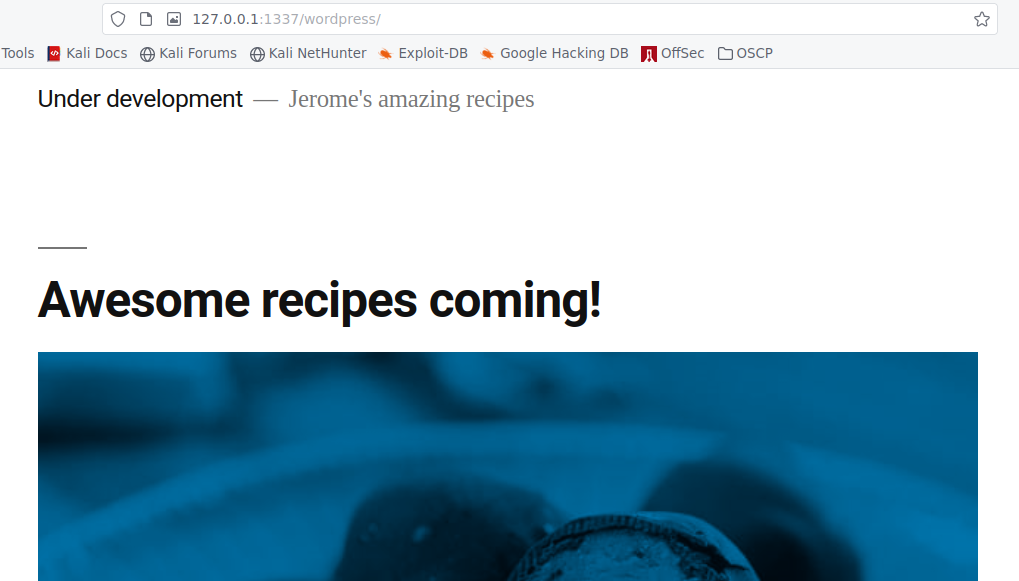 127.0.0.1:1337/wordpress/
Tools Kali Docs Kali Forums Kali NetHunter Exploit-DB Google Hacking DB OffSec OSCP
Under development — Jerome's amazing recipes
Awesome recipes coming!